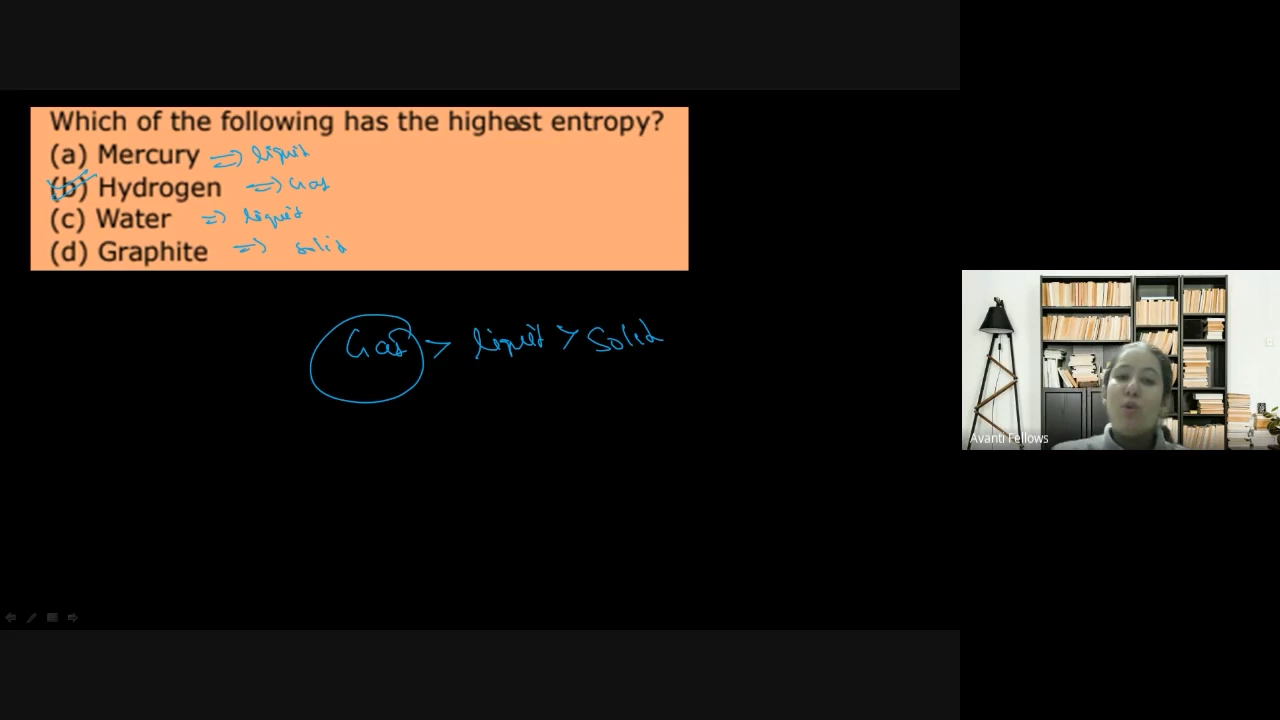 Which of the following has the highest entropy?
(a) Mercury => liquid
(b) Hydrogen => Gas
(c) Water => liquid
(d) Graphite => solid
Gas > liquid > Solid
Avanti Fellows